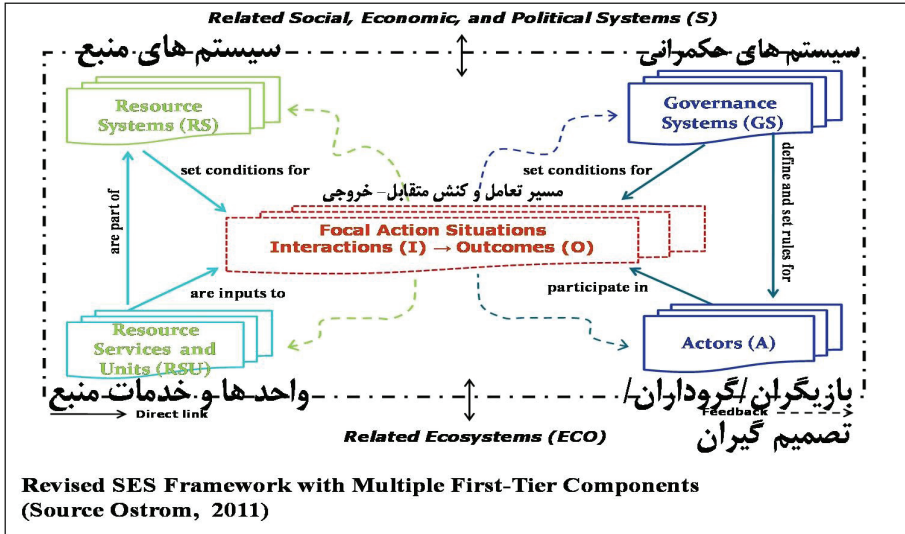 Related Social, Economic, and Political Systems (S)
سیستم های منبع
سیستم های حکمرانی
Resource
Systems (RS)
Governance
Systems (GS)
set conditions for
set conditions for
are part of
define and set rules for
مسیر تعامل و کنش متقابل - خروجی
Focal Action Situations
Interactions (I) → Outcomes (O)
are inputs to
participate in
Resource
Services and
Units (RSU)
Actors (A)
واحد ها و خدمات منبع
بازیگران/گروداران/
تصمیم گیران
Direct link
Feedback
Related Ecosystems (ECO)
Revised SES Framework with Multiple First-Tier Components
(Source Ostrom, 2011)